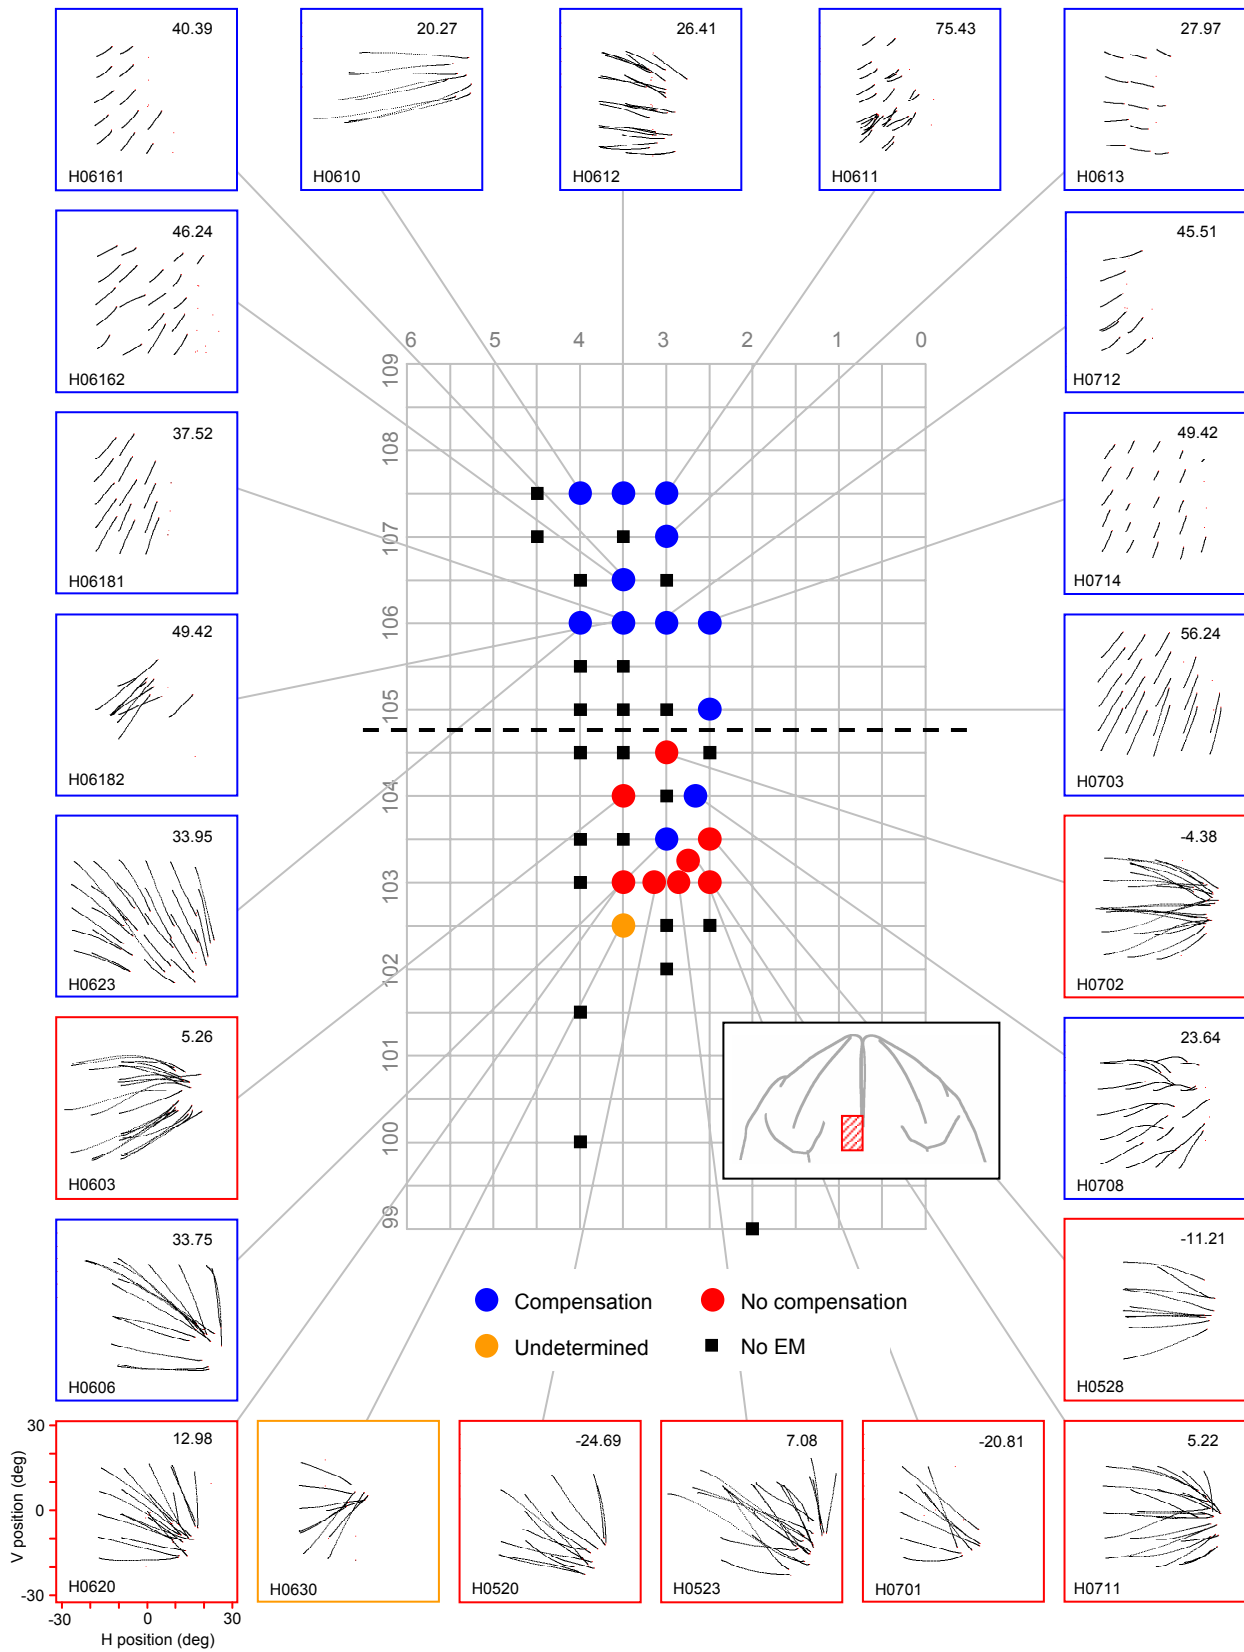 40.39
H06161
20.27
H0610
26.41
H0612
75.43
H0611
27.97
H0613
46.24
H06162
45.51
H0712
6 5 4 3 2 1 0
109
108
107
106
105
104
103
102
101
100
99
37.52
H06181
49.42
H0714
49.42
H06182
56.24
H0703
33.95
H0623
-4.38
H0702
5.26
H0603
23.64
H0708
33.75
H0606
-11.21
H0528
Compensation
No compensation
Undetermined
No EM
12.98
H0620
H0630
-24.69
H0520
7.08
H0523
-20.81
H0701
5.22
H0711
V position (deg)
30
0
-30
-30 0 30
H position (deg)